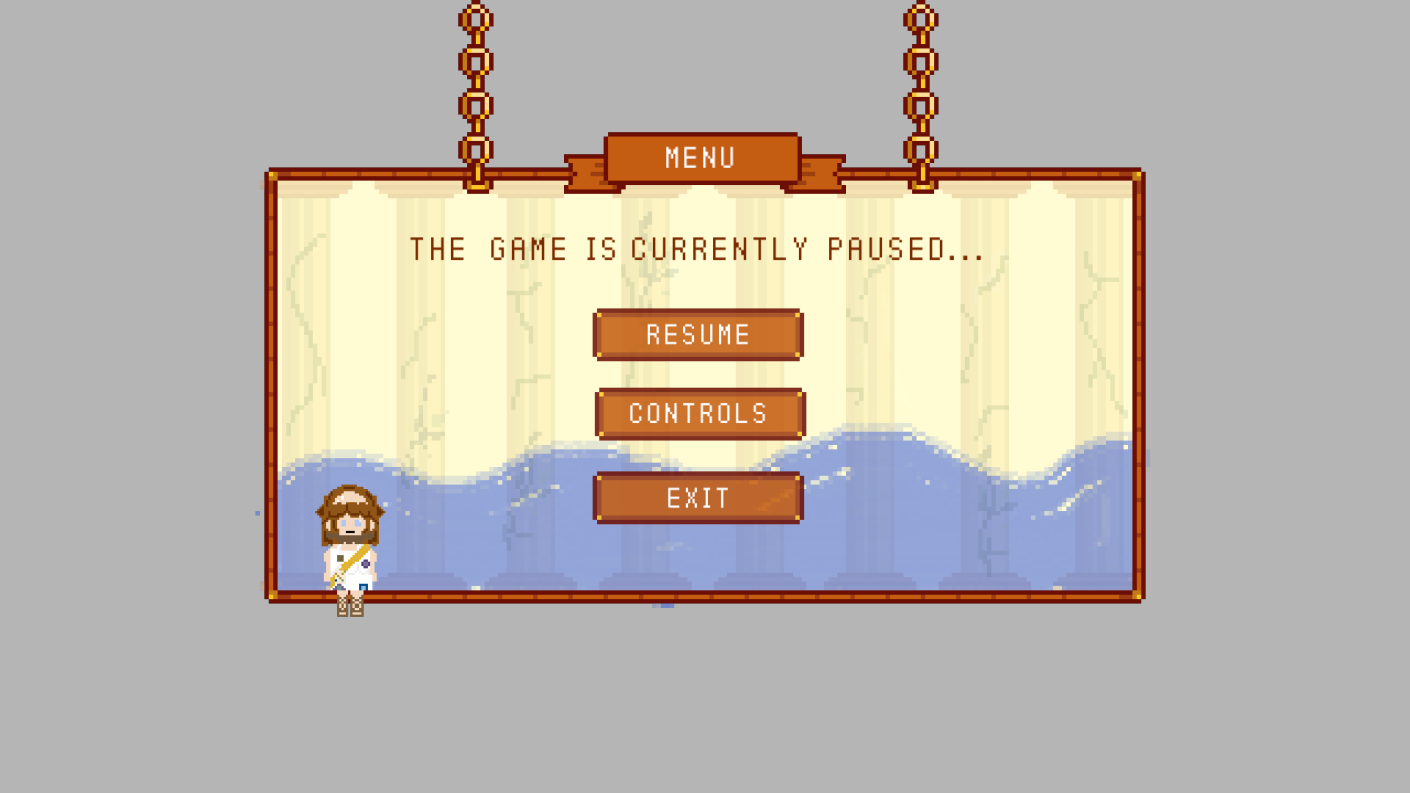 MENU
THE GAME IS CURRENTLY PAUSED...
RESUME
CONTROLS
EXIT